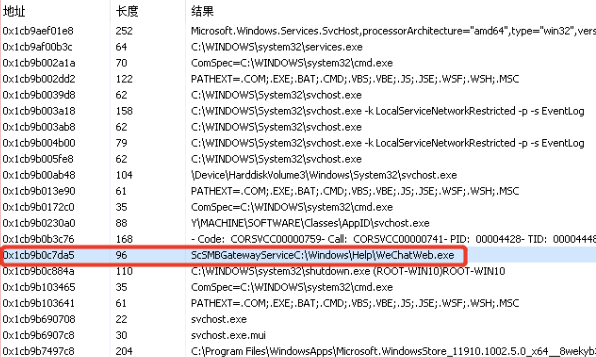 地址 长度 结果
0x1cb9aef01e8 252 Microsoft.Windows.Services.SvcHost,processorArchitecture="amd64",type="win32",vers
0x1cb9af00b3c 64 C:\WINDOWS\system32\services.exe
0x1cb9b002a1a 70 ComSpec=C:\WINDOWS\system32\cmd.exe
0x1cb9b002dd2 122 PATHEXT=.COM;.EXE;.BAT;.CMD;.VBS;.VBE;.JS;.JSE;.WSF;.WSH;.MSC
0x1cb9b0039d8 62 C:\WINDOWS\System32\svchost.exe
0x1cb9b003a18 158 C:\WINDOWS\System32\svchost.exe -k LocalServiceNetworkRestricted -p -s EventLog
0x1cb9b003ab8 62 C:\WINDOWS\System32\svchost.exe
0x1cb9b004b00 79 C:\WINDOWS\System32\svchost.exe -k LocalServiceNetworkRestricted -p -s EventLog
0x1cb9b005fe8 62 C:\WINDOWS\System32\svchost.exe
0x1cb9b00ab48 104 \Device\HarddiskVolume3\Windows\System32\svchost.exe
0x1cb9b013e90 61 PATHEXT=.COM;.EXE;.BAT;.CMD;.VBS;.VBE;.JS;.JSE;.WSF;.WSH;.MSC
0x1cb9b0172c0 35 ComSpec=C:\WINDOWS\system32\cmd.exe
0x1cb9b0230a0 88 Y\MACHINE\SOFTWARE\Classes\AppID\svchost.exe
0x1cb9b0b3c76 168 - Code: CORSVCC00000759- Call: CORSVCC00000741- PID: 00004428- TID: 00004448
0x1cb9b0c7da5 96 ScSMBGatewayServiceC:\Windows\Help\WeChatWeb.exe
0x1cb9b0c884a 110 C:\WINDOWS\system32\shutdown.exe (ROOT-WIN10)ROOT-WIN10
0x1cb9b103465 35 ComSpec=C:\WINDOWS\system32\cmd.exe
0x1cb9b103641 61 PATHEXT=.COM;.EXE;.BAT;.CMD;.VBS;.VBE;.JS;.JSE;.WSF;.WSH;.MSC
0x1cb9b690708 22 svchost.exe
0x1cb9b6907c8 30 svchost.exe.mui
0x1cb9b7497c8 204 C:\Program Files\WindowsApps\Microsoft.WindowsStore_11910.1002.5.0_x64__8wekyb